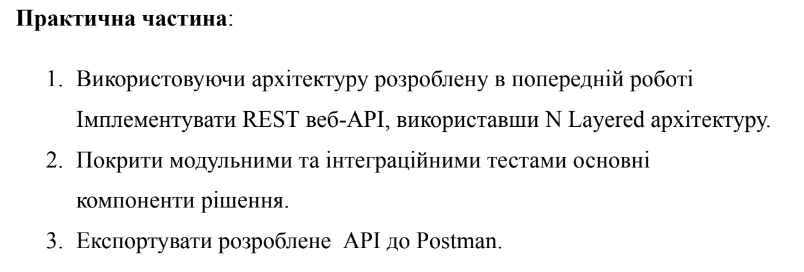 Практична частина:
1. Використовуючи архітектуру розроблену в попередній роботі
Імплементувати REST веб-API, використавши N Layered архітектуру.
2. Покрити модульними та інтеграційними тестами основні
компоненти рішення.
3. Експортувати розроблене  API до Postman.